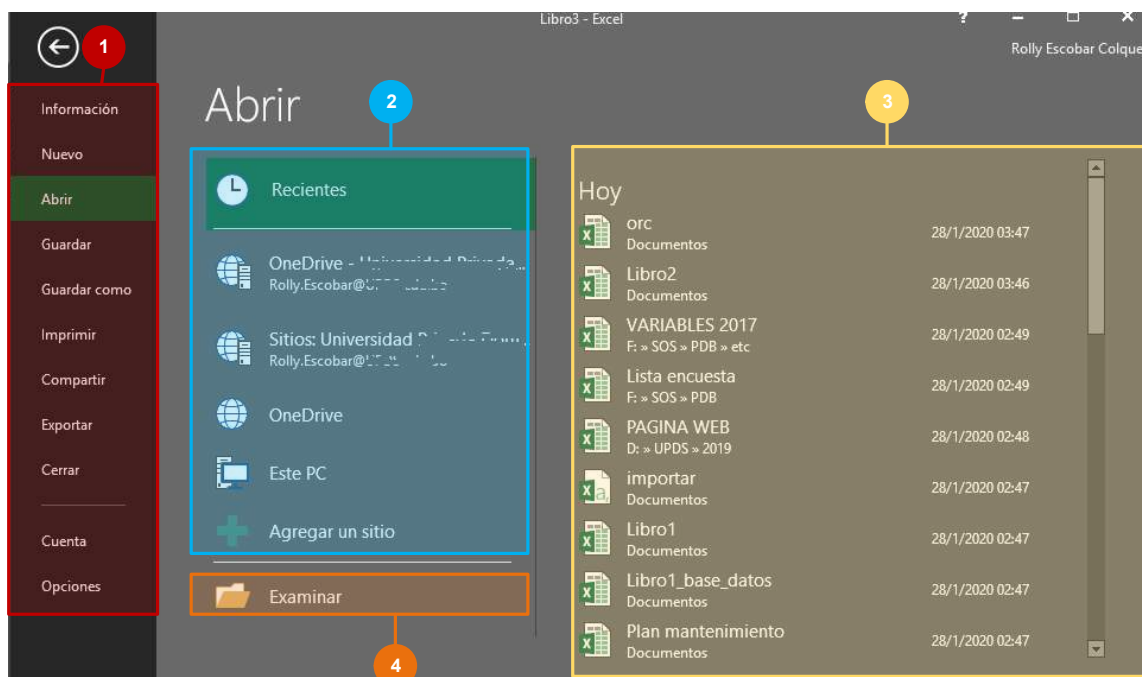 Libro3 - Excel
?
Rolly Escobar Colque
1
Información
Nuevo
Abrir
Guardar
Guardar como
Imprimir
Compartir
Exportar
Cerrar
Cuenta
Opciones
Abrir
2
Recientes
OneDrive -
Rolly.Escobar@
Sitios: Universidad
Rolly.Escobar@
OneDrive
Este PC
Agregar un sitio
Examinar
4
3
Hoy
orc
Documentos
28/1/2020 03:47
Libro2
Documentos
28/1/2020 03:46
VARIABLES 2017
F: » SOS » PDB » etc
28/1/2020 02:49
Lista encuesta
F: » SOS » PDB
28/1/2020 02:49
PAGINA WEB
D: » UPDS » 2019
28/1/2020 02:48
importar
Documentos
28/1/2020 02:47
Libro1
Documentos
28/1/2020 02:47
Libro1_base_datos
Documentos
28/1/2020 02:47
Plan mantenimiento
Documentos
28/1/2020 02:47